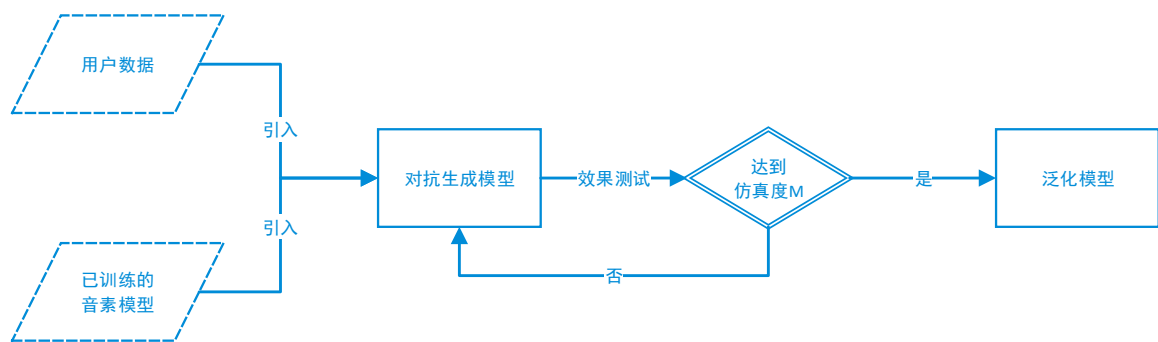 用户数据
引入
对抗生成模型
效果测试
达到
仿真度M
是
泛化模型
引入
否
已训练的
音素模型